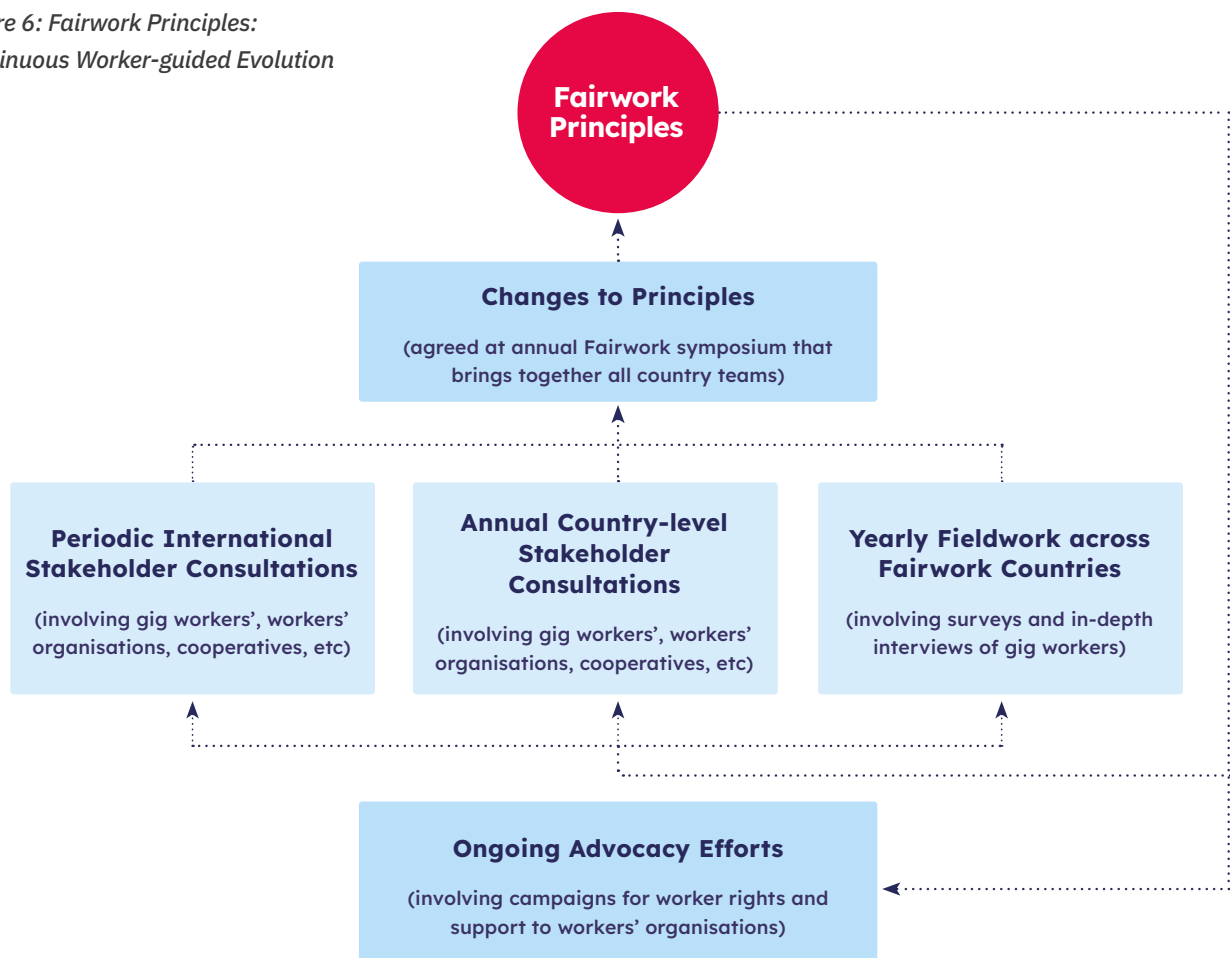 re 6: Fairwork Principles:
inuous Worker-guided Evolution
Fairwork
Principles
Changes to Principles
(agreed at annual Fairwork symposium that
brings together all country teams)
Periodic International
Stakeholder Consultations
(involving gig workers’, workers’
organisations, cooperatives, etc)
Annual Country-level
Stakeholder
Consultations
(involving gig workers’, workers’
organisations, cooperatives, etc)
Yearly Fieldwork across
Fairwork Countries
(involving surveys and in-depth
interviews of gig workers)
Ongoing Advocacy Efforts
(involving campaigns for worker rights and
support to workers’ organisations)